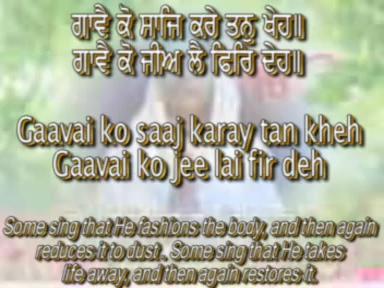 ਗਾਵੈ ਕੋ ਸਾਜਿ ਕਰੇ ਤਨੁ ਖੇਹ॥
ਗਾਵੈ ਕੋ ਜੀਅ ਲੈ ਫਿਰਿ ਦੇਹ॥
Gaavai ko saaj karay tan kheh
Gaavai ko jee lai fir deh
Some sing that He fashions the body, and then again
reduces it to dust . Some sing that He takes
life away, and then again restores it.